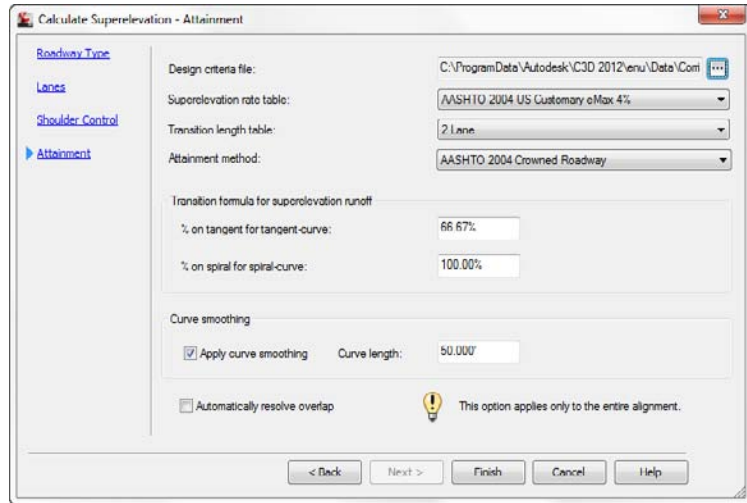 Calculate Superelevation - Attainment
Roadway Type
Lanes
Shoulder Control
Attainment
Design criteria file:
C:\ProgramData\Autodesk\C3D 2012\enu\Data\Corri
...
Superelevation rate table:
AASHTO 2004 US Customary eMax 4%
Transition length table:
2 Lane
Attainment method:
AASHTO 2004 Crowned Roadway
Transition formula for superelevation runoff
% on tangent for tangent-curve:
66.67%
% on spiral for spiral-curve:
100.00%
Curve smoothing
Apply curve smoothing
Curve length:
50.000'
Automatically resolve overlap
This option applies only to the entire alignment.
< Back
Next >
Finish
Cancel
Help